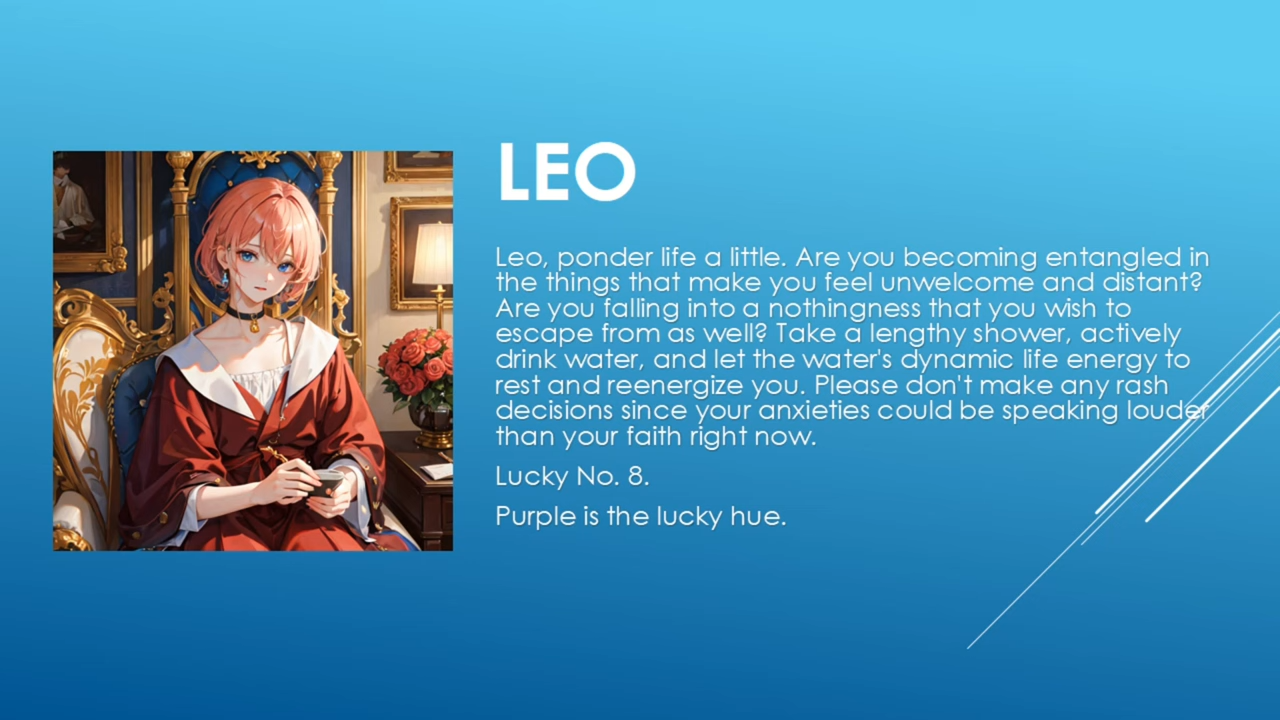 LEO
Leo, ponder life a little. Are you becoming entangled in
the things that make you feel unwelcome and distant?
Are you falling into a nothingness that you wish to
escape from as well? Take a lengthy shower, actively
drink water, and let the water's dynamic life energy to
rest and reenergize you. Please don't make any rash
decisions since your anxieties could be speaking louder
than your faith right now.
Lucky No. 8.
Purple is the lucky hue.